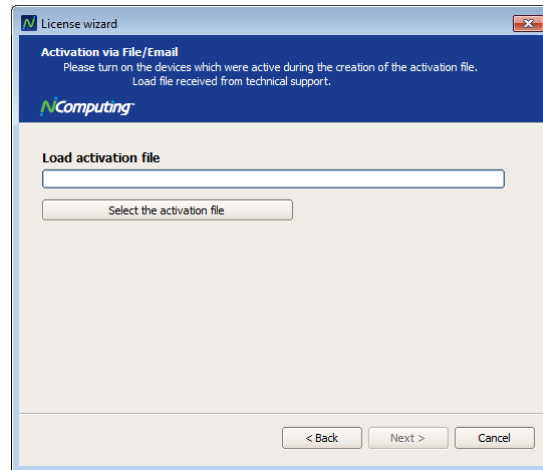 License wizard
Activation via File/Email
Please turn on the devices which were active during the creation of the activation file.
Load file received from technical support.
NComputing
Load activation file
Select the activation file
< Back
Next >
Cancel